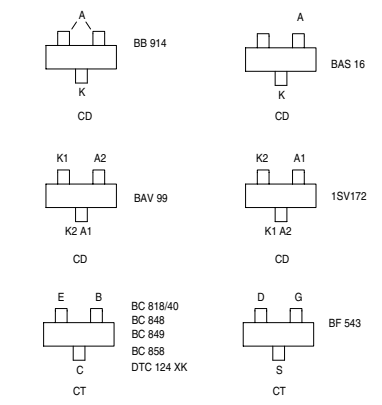 A
BB 914
K
CD
A
BAS 16
K
CD
K1 A2
BAV 99
K2 A1
CD
K2 A1
1SV172
K1 A2
CD
E B
BC 818/40
BC 848
BC 849
BC 858
DTC 124 XK
C
CT
D G
BF 543
S
CT